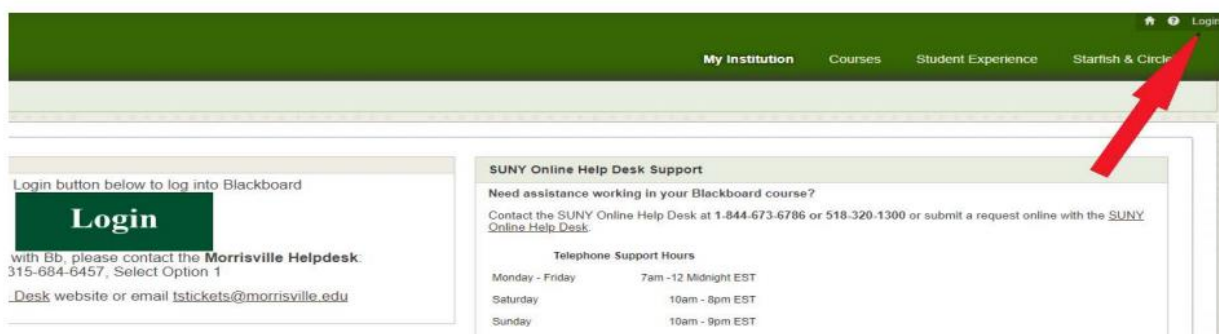 Login
My Institution Courses Student Experience Starfish & Circle
Login button below to log into Blackboard
Login
with Bb, please contact the Morrisville Helpdesk:
315-684-6457, Select Option 1
Desk website or email tstickets@morrisville.edu
SUNY Online Help Desk Support
Need assistance working in your Blackboard course?
Contact the SUNY Online Help Desk at 1-844-673-6786 or 518-320-1300 or submit a request online with the SUNY
Online Help Desk.
Telephone Support Hours
Monday - Friday 7am -12 Midnight EST
Saturday 10am - 8pm EST
Sunday 10am - 9pm EST